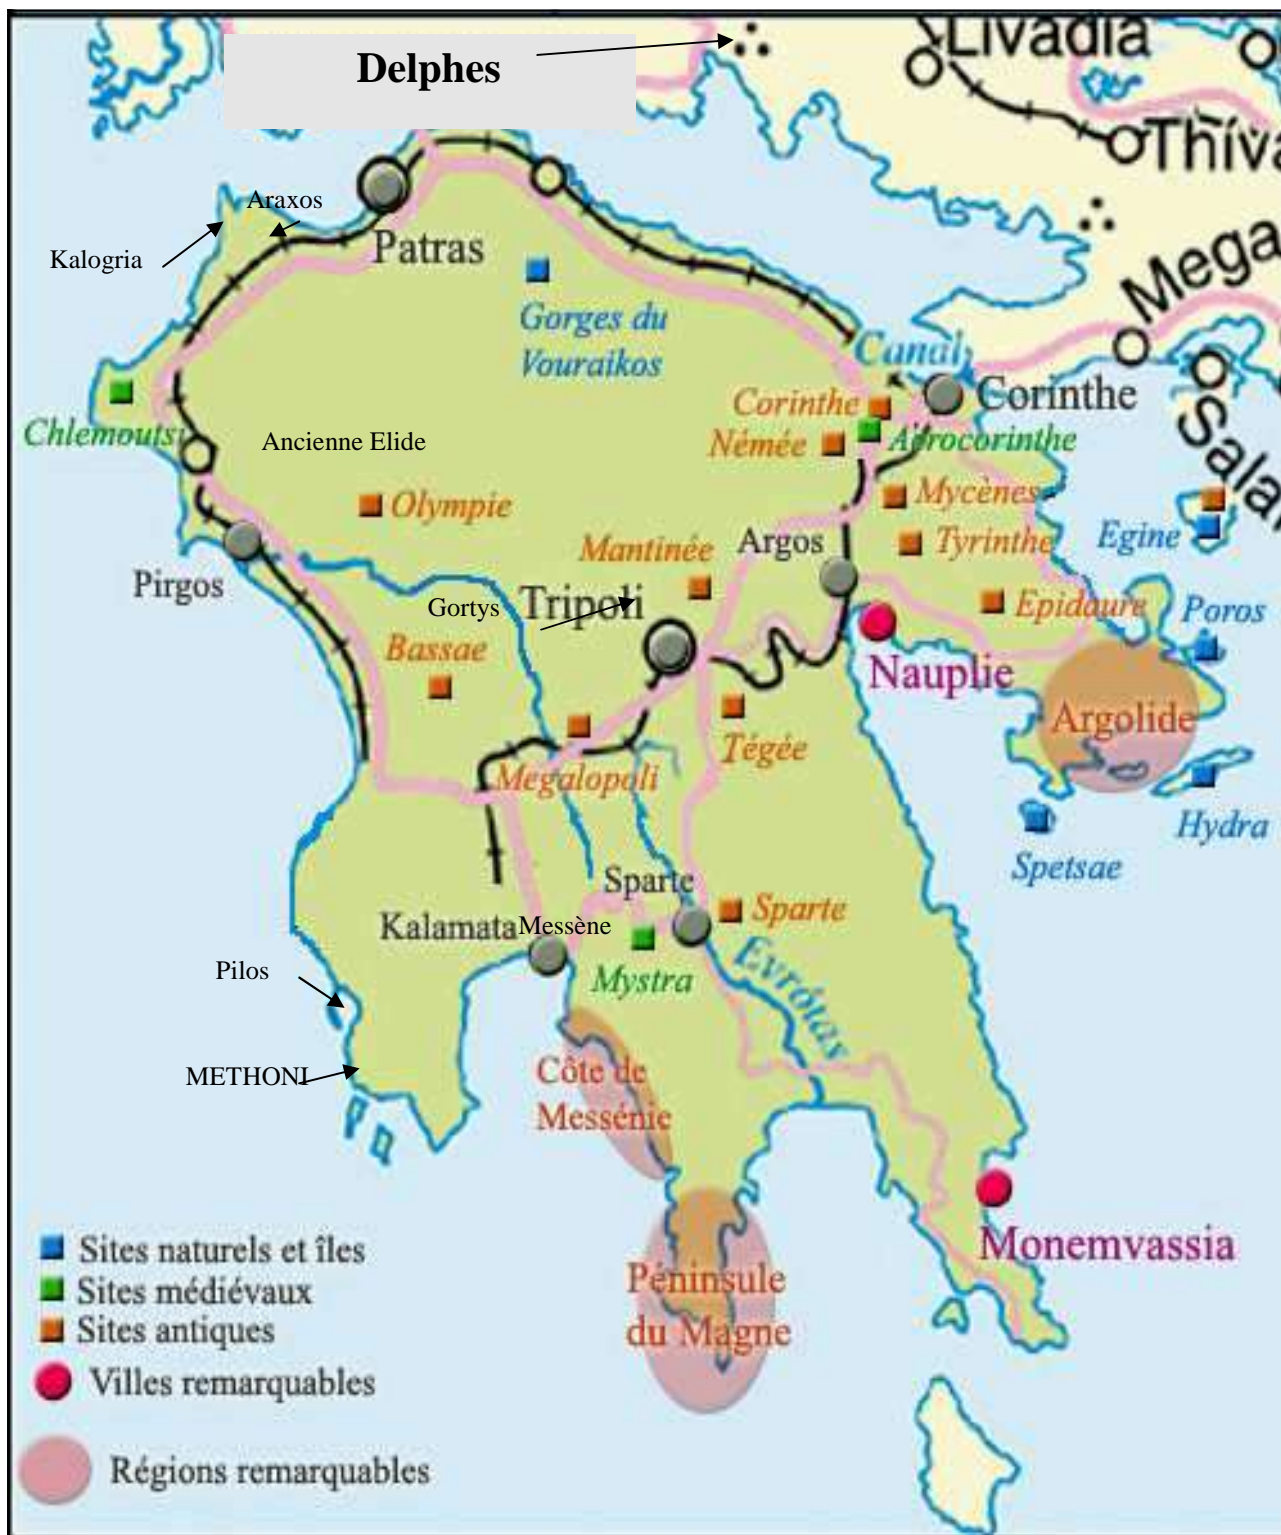 Livadia
Delphes
Thíva
Araxos
Kalogria
Patras
Mega
Gorges du
Vouraikos
Canal
Corinthe
Corinthe
Salam
Chlemoutsi
Ancienne Elide
Némée
Acrocorinthe
Olympie
Mycènes
Mantinée
Argos
Tyrinthe
Egine
Pirgos
Gortys
Tripoli
Epidaure
Poros
Bassae
Nauplie
Argolide
Tégée
Megalopoli
Hydra
Spetsae
Sparte
Sparte
Kalamata
Messène
Mystra
Evrótas
Pilos
METHONI
Côte de
Messénie
Monemvassia
Péninsule
du Magne
Sites naturels et îles
Sites médiévaux
Sites antiques
Villes remarquables
Régions remarquables